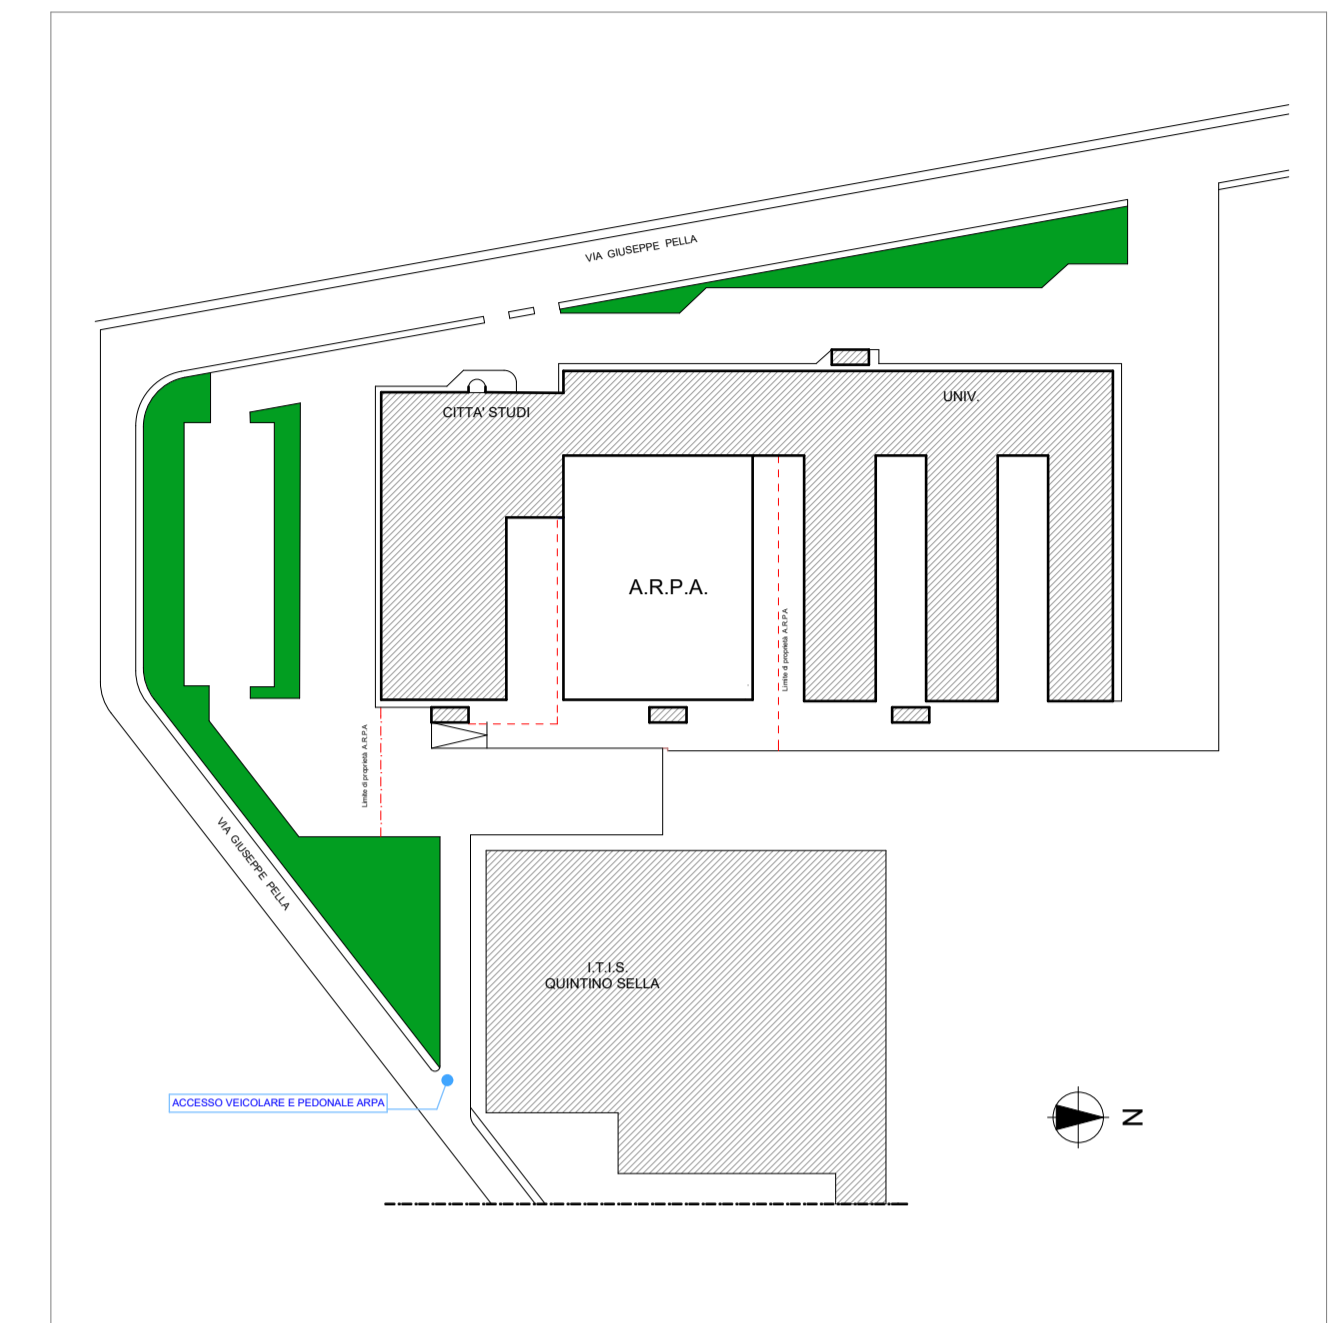 VIA GIUSEPPE PELLA
UNIV.
CITTA' STUDI
A.R.P.A.
Limite di proprietà A.R.P.A
Limite di proprietà A.R.P.A
VIA GIUSEPPE PELLA
I.T.I.S.
QUINTINO SELLA
ACCESSO VEICOLARE E PEDONALE ARPA
N